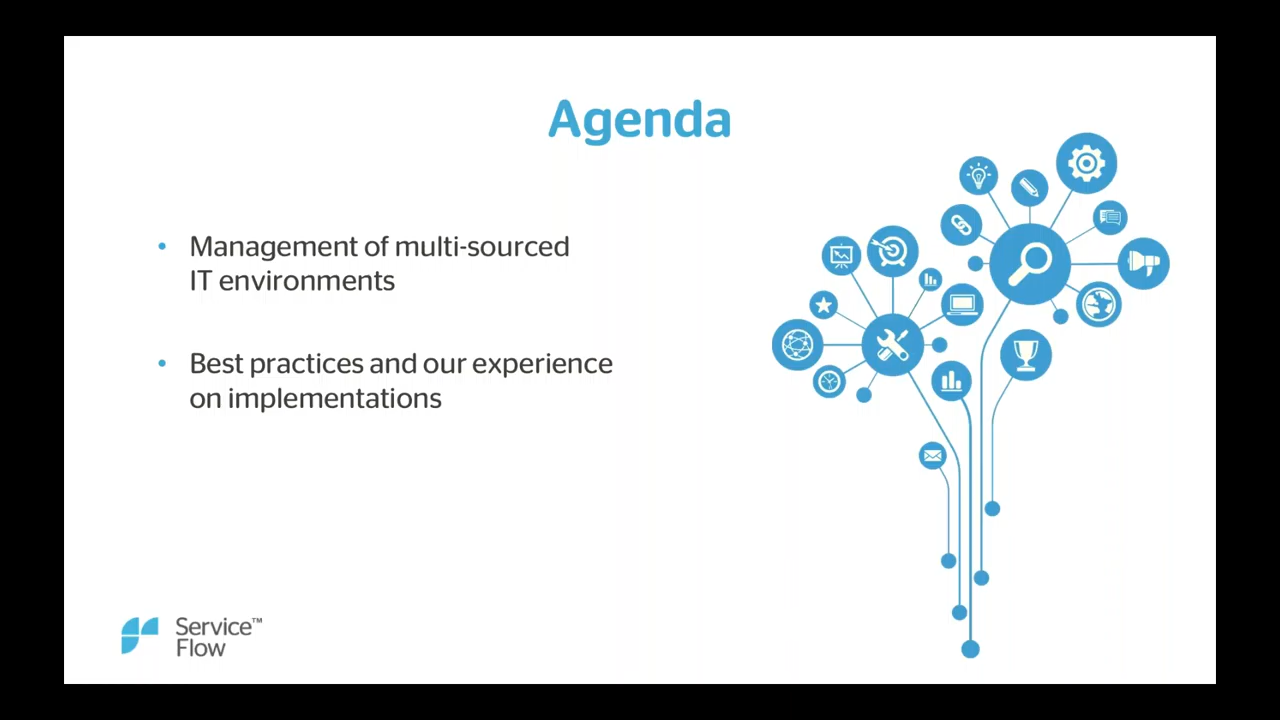 Agenda
• Management of multi-sourced
IT environments
• Best practices and our experience
on implementations
Service™
Flow